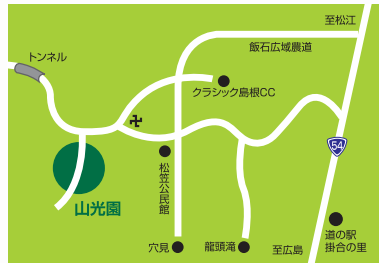 至松江
飯石広域農道
トンネル
クラシック島根CC
54
松笠公民館
山光園
穴見
龍頭滝
至広島
道の駅
掛合の里